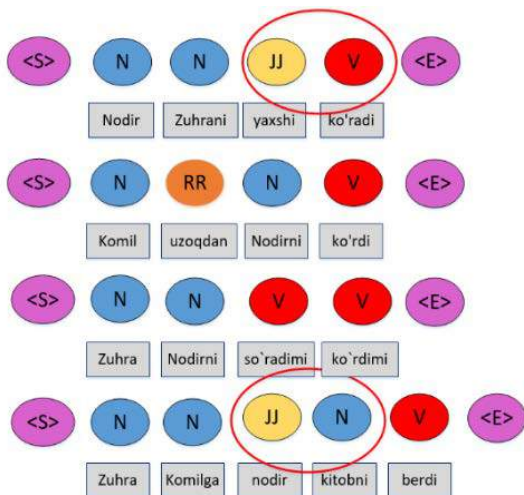 <S> N N JJ V <E>
Nodir Zuhrani yaxshi ko'radi
<S> N RR N V <E>
Komil uzoqdan Nodirni ko'rdi
<S> N N V V <E>
Zuhra Nodirni so`radimi ko`rdimi
<S> N N JJ N V <E>
Zuhra Komilga nodir kitobni berdi